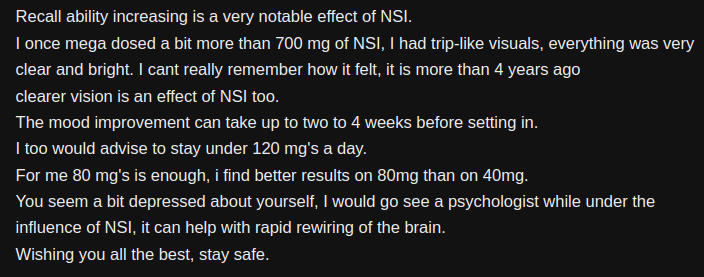 Recall ability increasing is a very notable effect of NSI.
I once mega dosed a bit more than 700 mg of NSI, I had trip-like visuals, everything was very
clear and bright. I cant really remember how it felt, it is more than 4 years ago
clearer vision is an effect of NSI too.
The mood improvement can take up to two to 4 weeks before setting in.
I too would advise to stay under 120 mg's a day.
For me 80 mg's is enough, i find better results on 80mg than on 40mg.
You seem a bit depressed about yourself, I would go see a psychologist while under the
influence of NSI, it can help with rapid rewiring of the brain.
Wishing you all the best, stay safe.